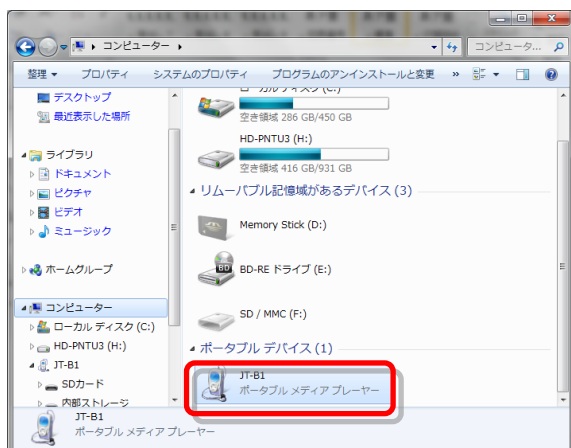 コンピューター
コンピュータ...
整理
プロパティ
システムのプロパティ
プログラムのアンインストールと変更
»
デスクトップ
最近表示した場所
ライブラリ
ドキュメント
ピクチャ
ビデオ
ミュージック
ホームグループ
コンピューター
ローカル ディスク (C:)
HD-PNTU3 (H:)
JT-B1
SDカード
内部ストレージ
ローカル ディスク (C:)
空き領域 286 GB/450 GB
HD-PNTU3 (H:)
空き領域 416 GB/931 GB
リムーバブル記憶域があるデバイス (3)
Memory Stick (D:)
BD-RE ドライブ (E:)
SD / MMC (F:)
ポータブル デバイス (1)
JT-B1
ポータブル メディア プレーヤー
JT-B1
ポータブル メディア プレーヤー